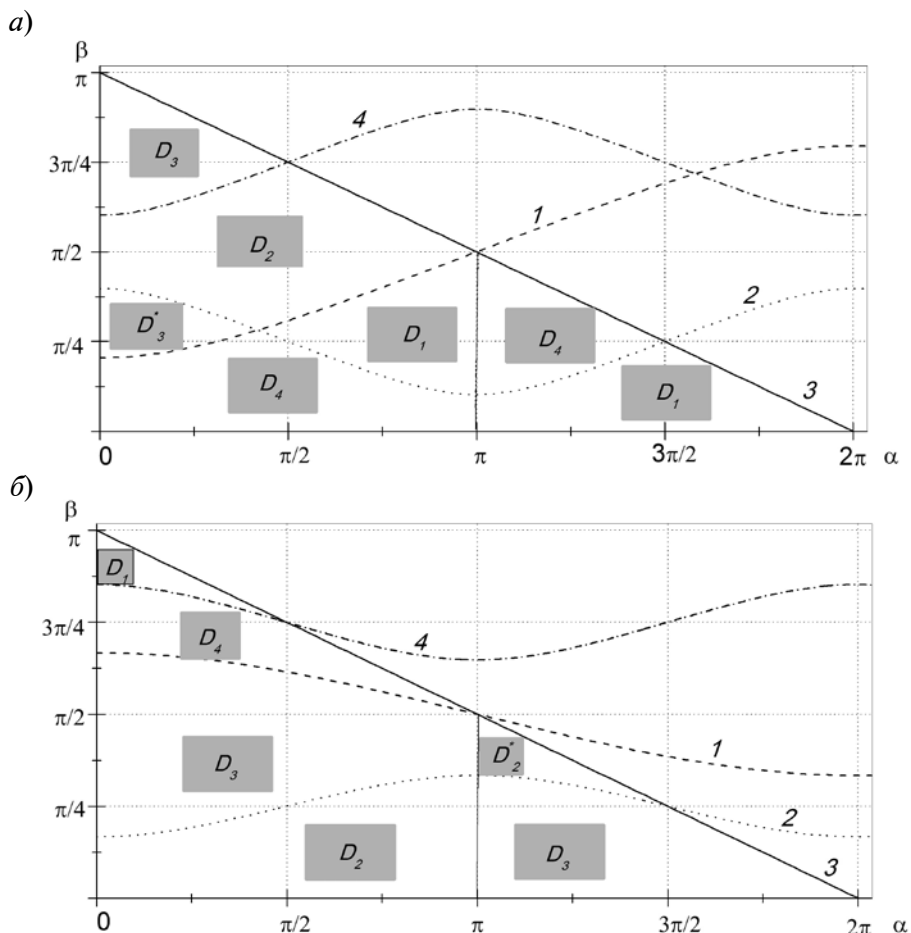 а)
β
π
4
D₃
3π/4
1
D₂
π/2
2
D*₃
D₁
D₄
π/4
D₄
D₁
3
0
π/2
π
3π/2
2π
α
б)
β
π
D₁
3π/4
D₄
4
π/2
D*₂
1
D₃
π/4
2
D₂
D₃
3
0
π/2
π
3π/2
2π
α